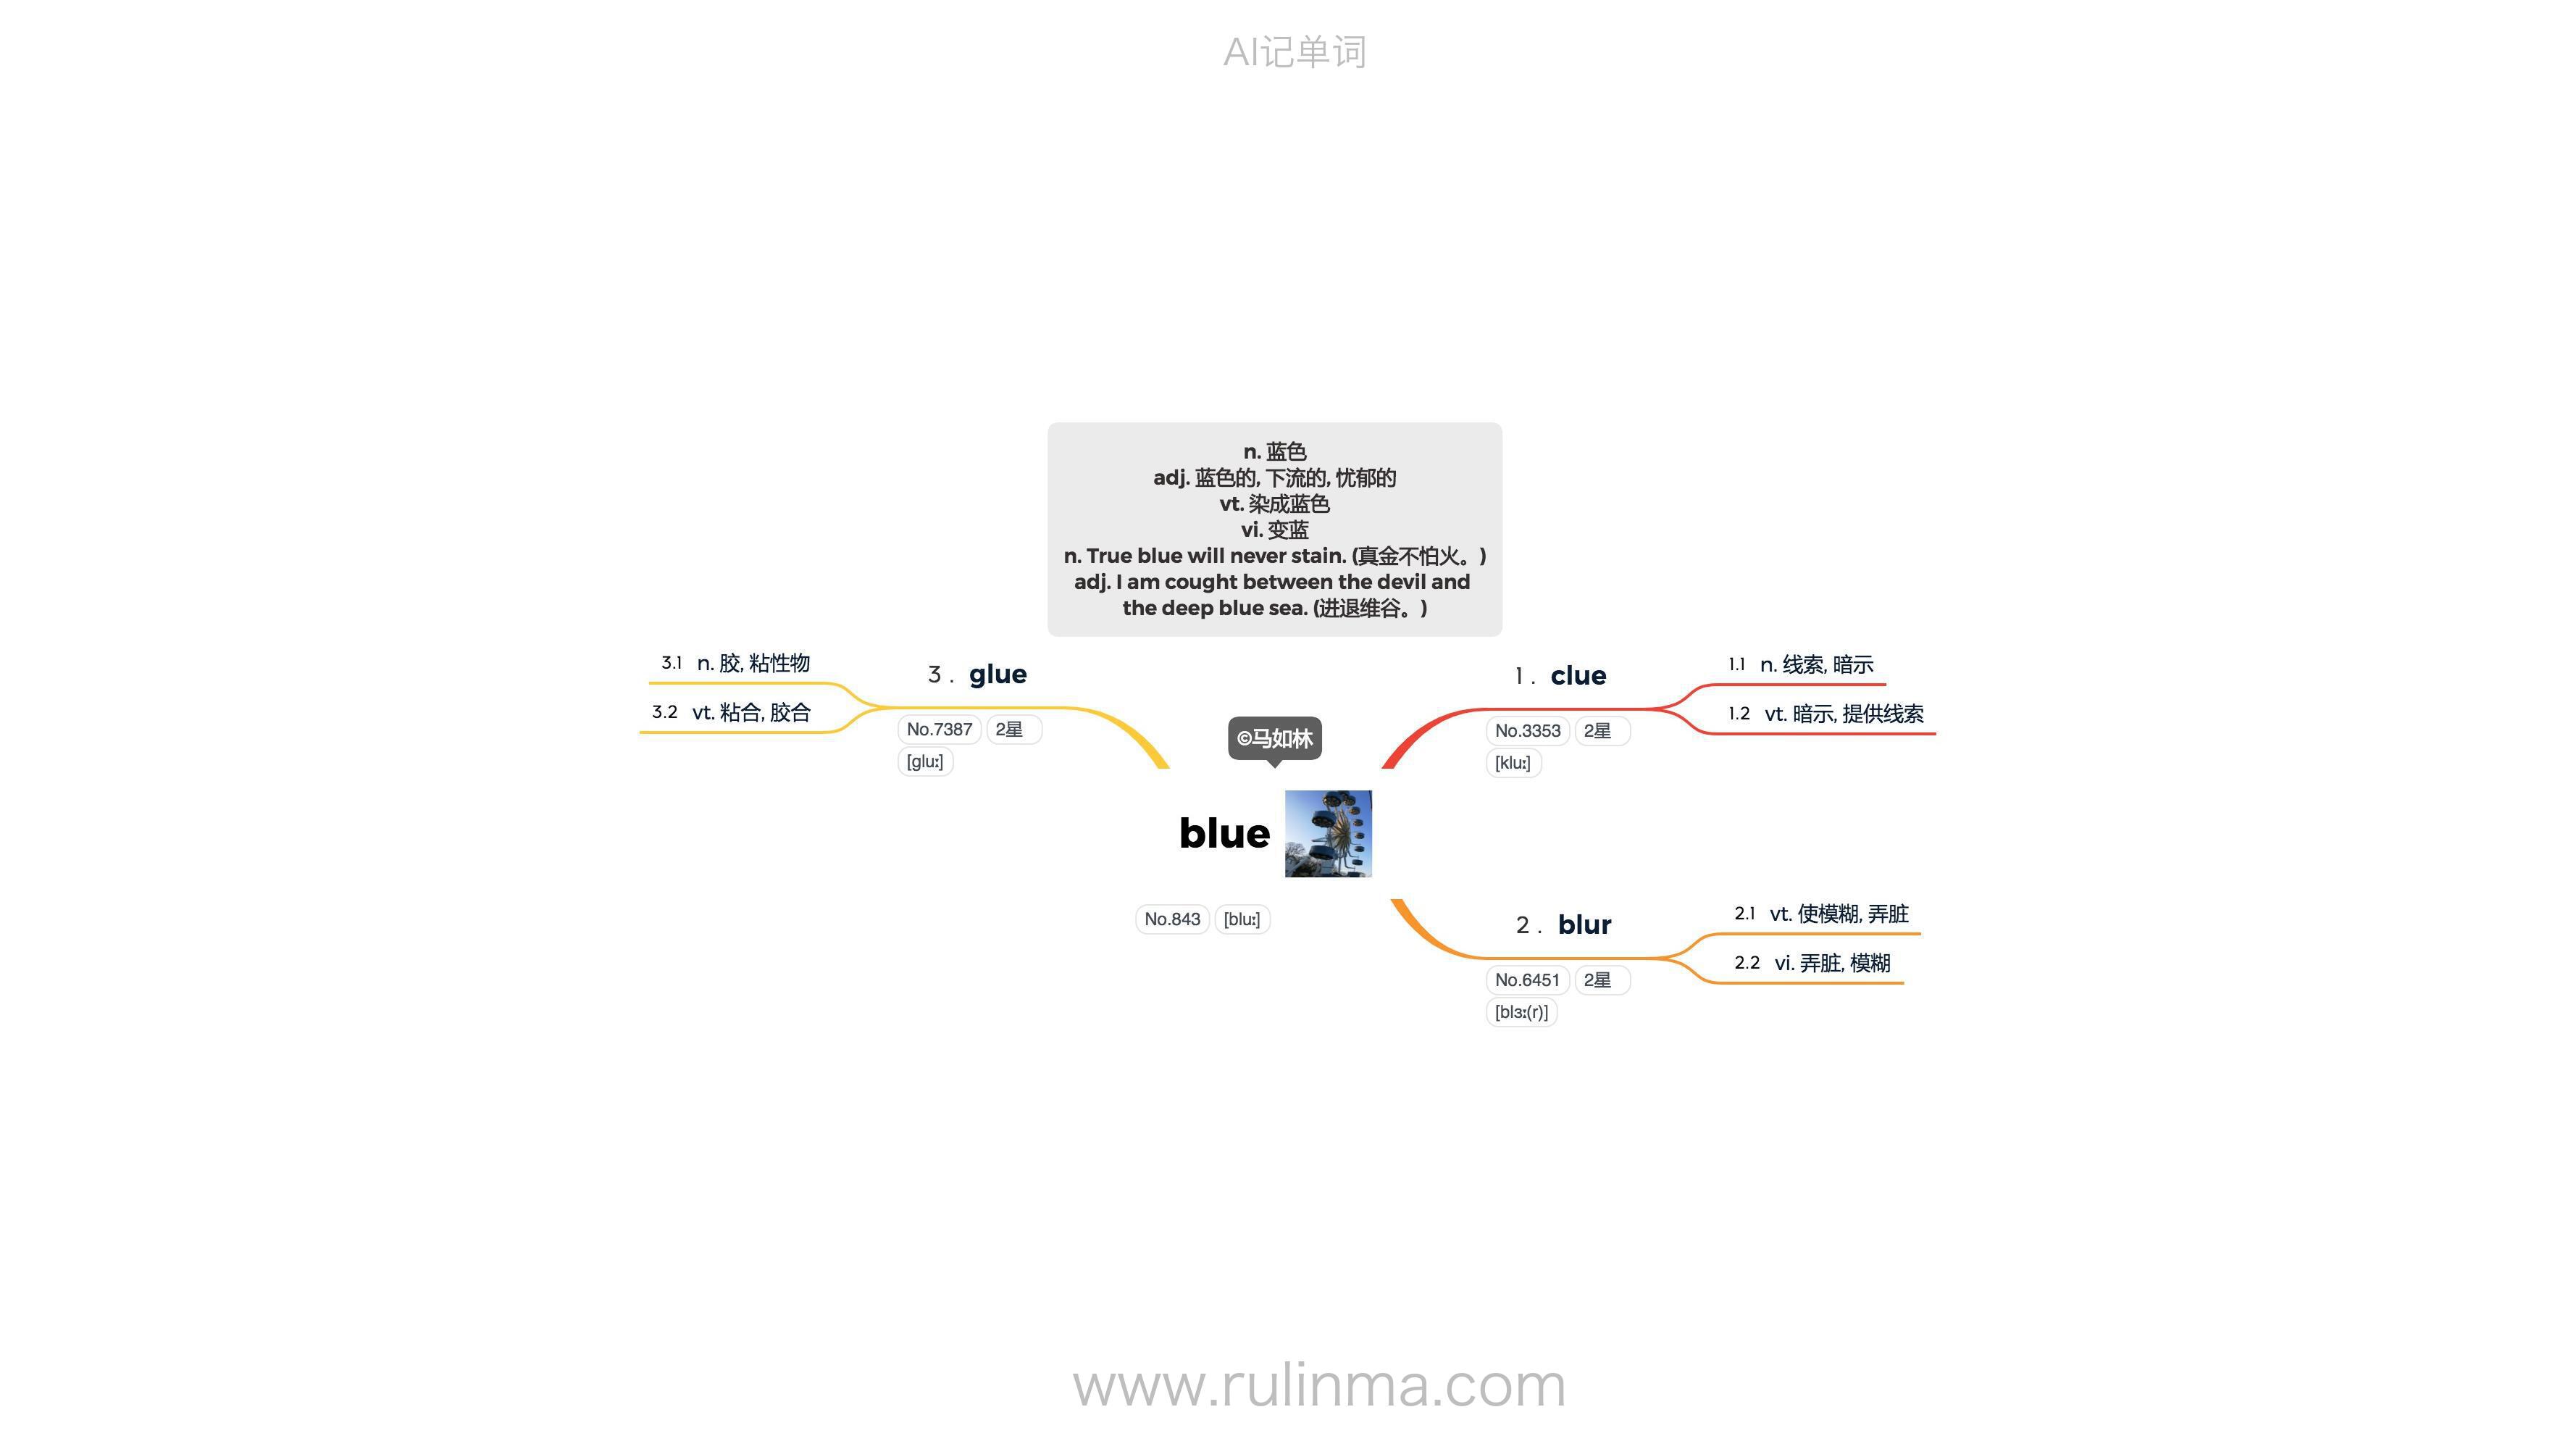 AI记单词
n. 蓝色
adj. 蓝色的, 下流的, 忧郁的
vt. 染成蓝色
vi. 变蓝
n. True blue will never stain. (真金不怕火。)
adj. I am cought between the devil and
the deep blue sea. (进退维谷。)
©马如林
blue
No.843 [bluː]
1 . clue
No.3353 2星
[kluː]
1.1 n. 线索, 暗示
1.2 vt. 暗示, 提供线索
2 . blur
No.6451 2星
[blɜː(r)]
2.1 vt. 使模糊, 弄脏
2.2 vi. 弄脏, 模糊
3 . glue
No.7387 2星
[ɡluː]
3.1 n. 胶, 粘性物
3.2 vt. 粘合, 胶合
www.rulinma.com